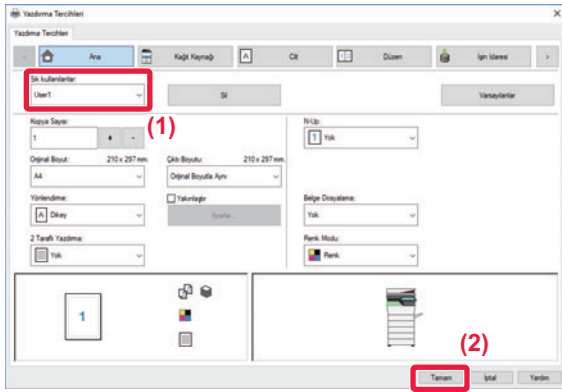 Yazdırma Tercihleri
Yazdırma Tercihleri
Ana
Kağıt Kaynağı
A
Cilt
Düzen
İşin İdaresi
Sık kullanılanlar:
User1
Sil
Varsayılanlar
(1)
Kopya Sayısı:
1
+
-
N-Up:
1 Yok
Orijinal Boyut:
210 x 297 mm.
Çıktı Boyutu:
210 x 297 mm.
A4
Orijinal Boyutla Aynı
Yönlendirme:
Yakınlaştır
Belge Dosyalama:
A Dikey
Ayarlar...
Yok
2 Taraflı Yazdırma:
Renk Modu:
Yok
Renk
1
(2)
Tamam
İptal
Yardım